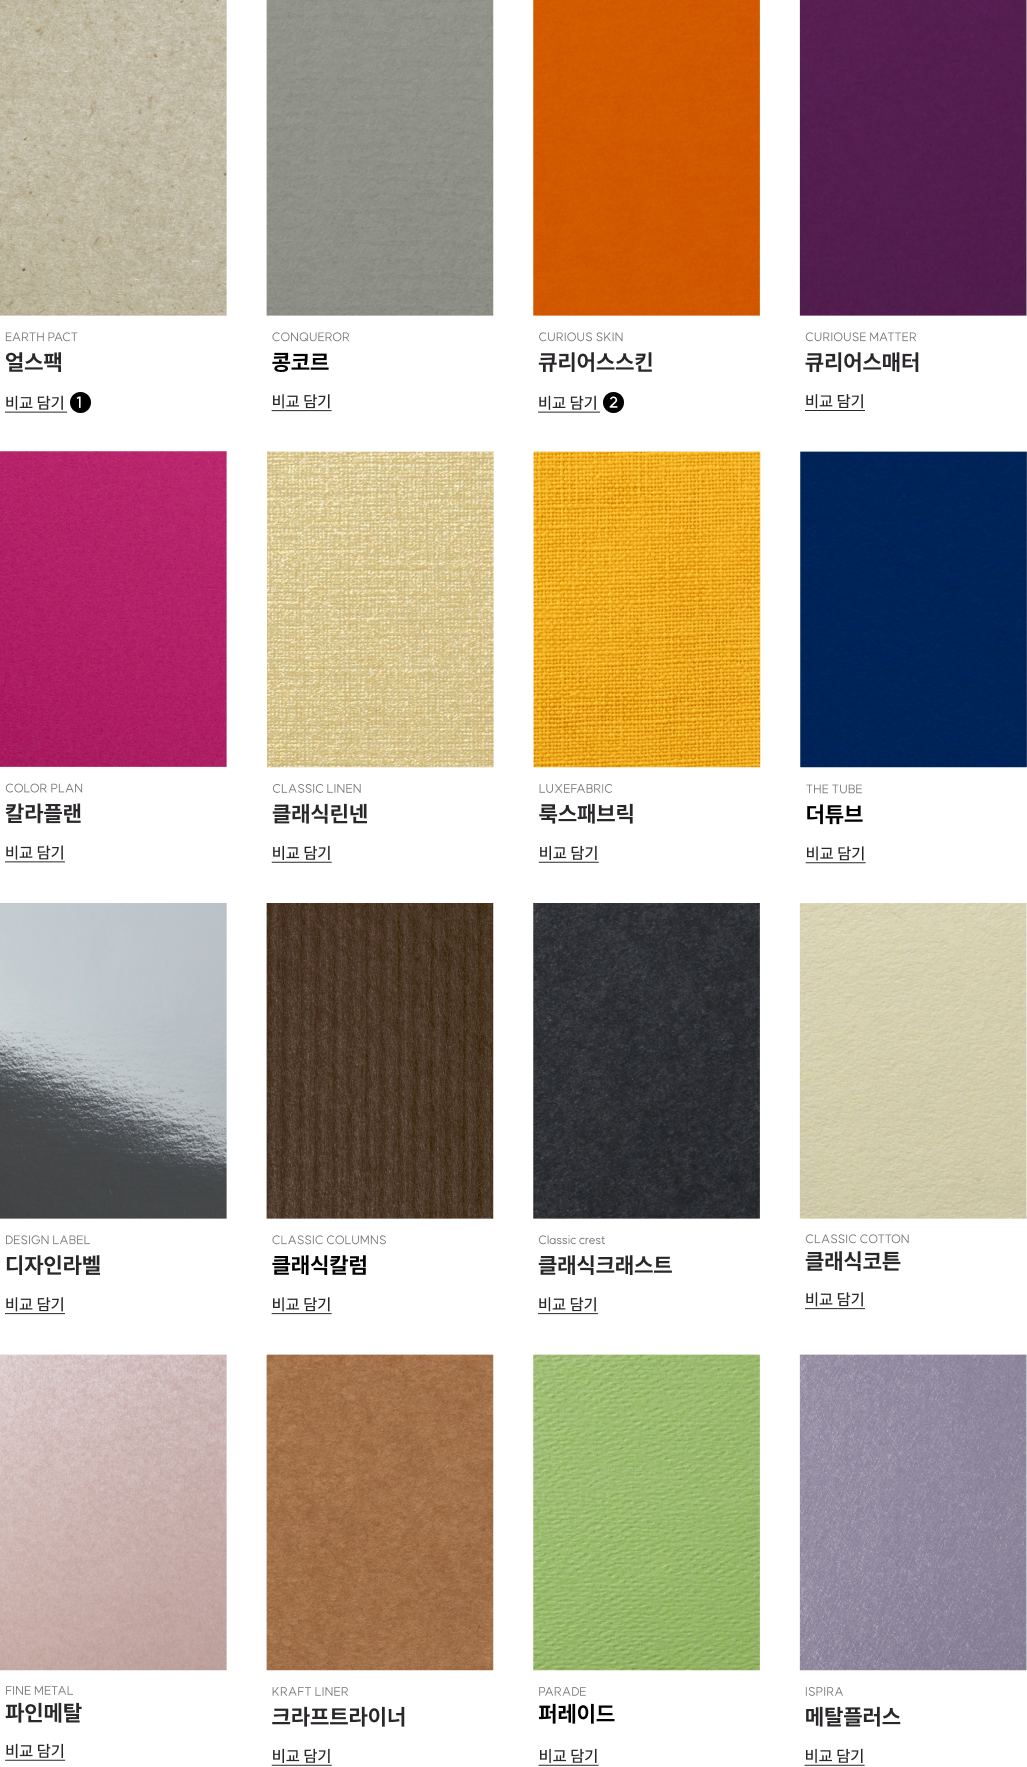 EARTH PACT
얼스팩
비교 담기 1
CONQUEROR
콩코르
비교 담기
CURIOUS SKIN
큐리어스스킨
비교 담기 2
CURIOUSE MATTER
큐리어스매터
비교 담기
COLOR PLAN
칼라플랜
비교 담기
CLASSIC LINEN
클래식린넨
비교 담기
LUXEFABRIC
룩스패브릭
비교 담기
THE TUBE
더튜브
비교 담기
DESIGN LABEL
디자인라벨
비교 담기
CLASSIC COLUMNS
클래식칼럼
비교 담기
Classic crest
클래식크래스트
비교 담기
CLASSIC COTTON
클래식코튼
비교 담기
FINE METAL
파인메탈
비교 담기
KRAFT LINER
크라프트라이너
비교 담기
PARADE
퍼레이드
비교 담기
ISPIRA
메탈플러스
비교 담기